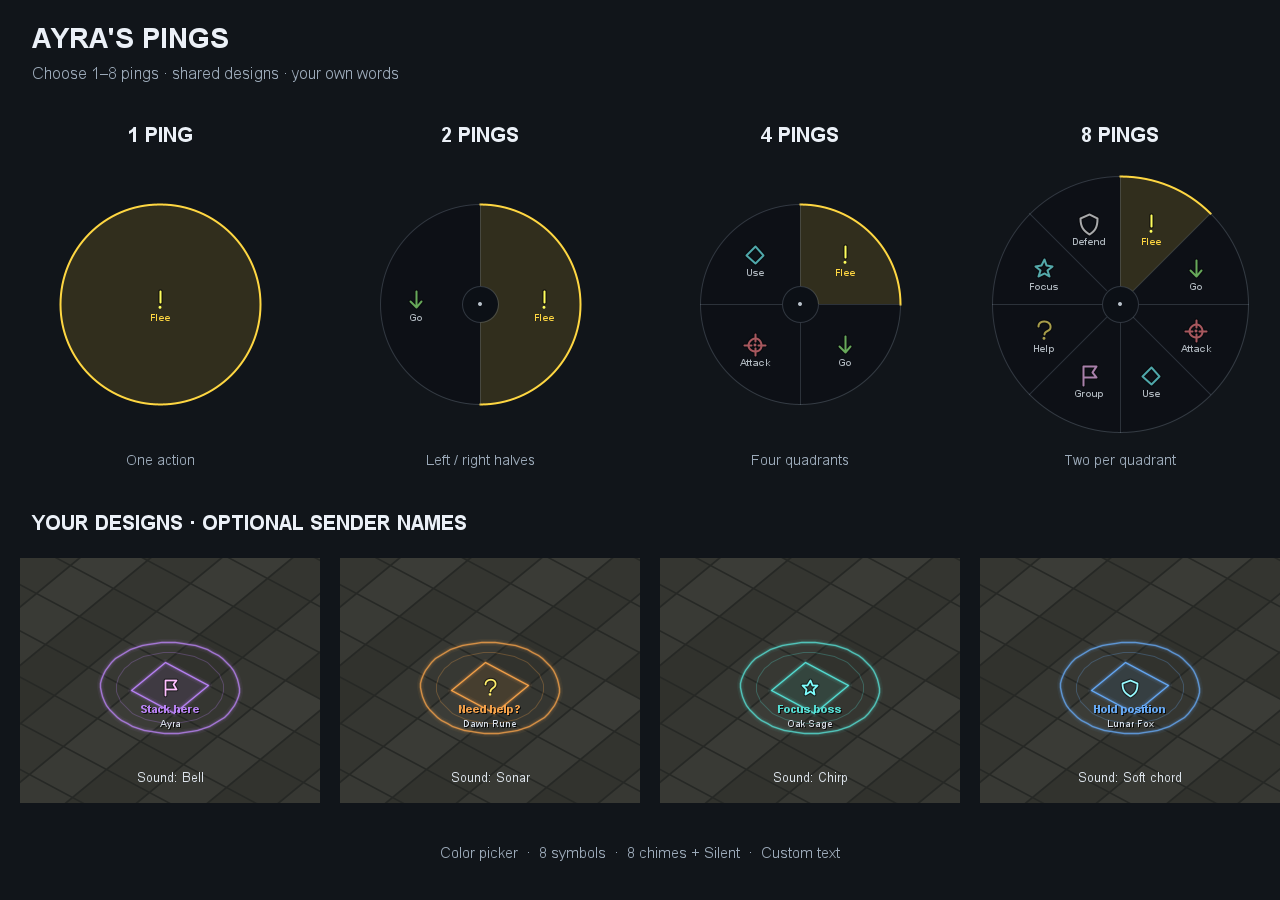 AYRA'S PINGS
Choose 1–8 pings · shared designs · your own words
1 PING
2 PINGS
4 PINGS
8 PINGS
Flee
Go
Flee
Use
Flee
Attack
Go
Defend
Flee
Focus
Go
Help
Attack
Group
Use
One action
Left / right halves
Four quadrants
Two per quadrant
YOUR DESIGNS · OPTIONAL SENDER NAMES
Stack here
Ayra
Sound: Bell
Need help?
Dawn Rune
Sound: Sonar
Focus boss
Oak Sage
Sound: Chirp
Hold position
Lunar Fox
Sound: Soft chord
Color picker · 8 symbols · 8 chimes + Silent · Custom text